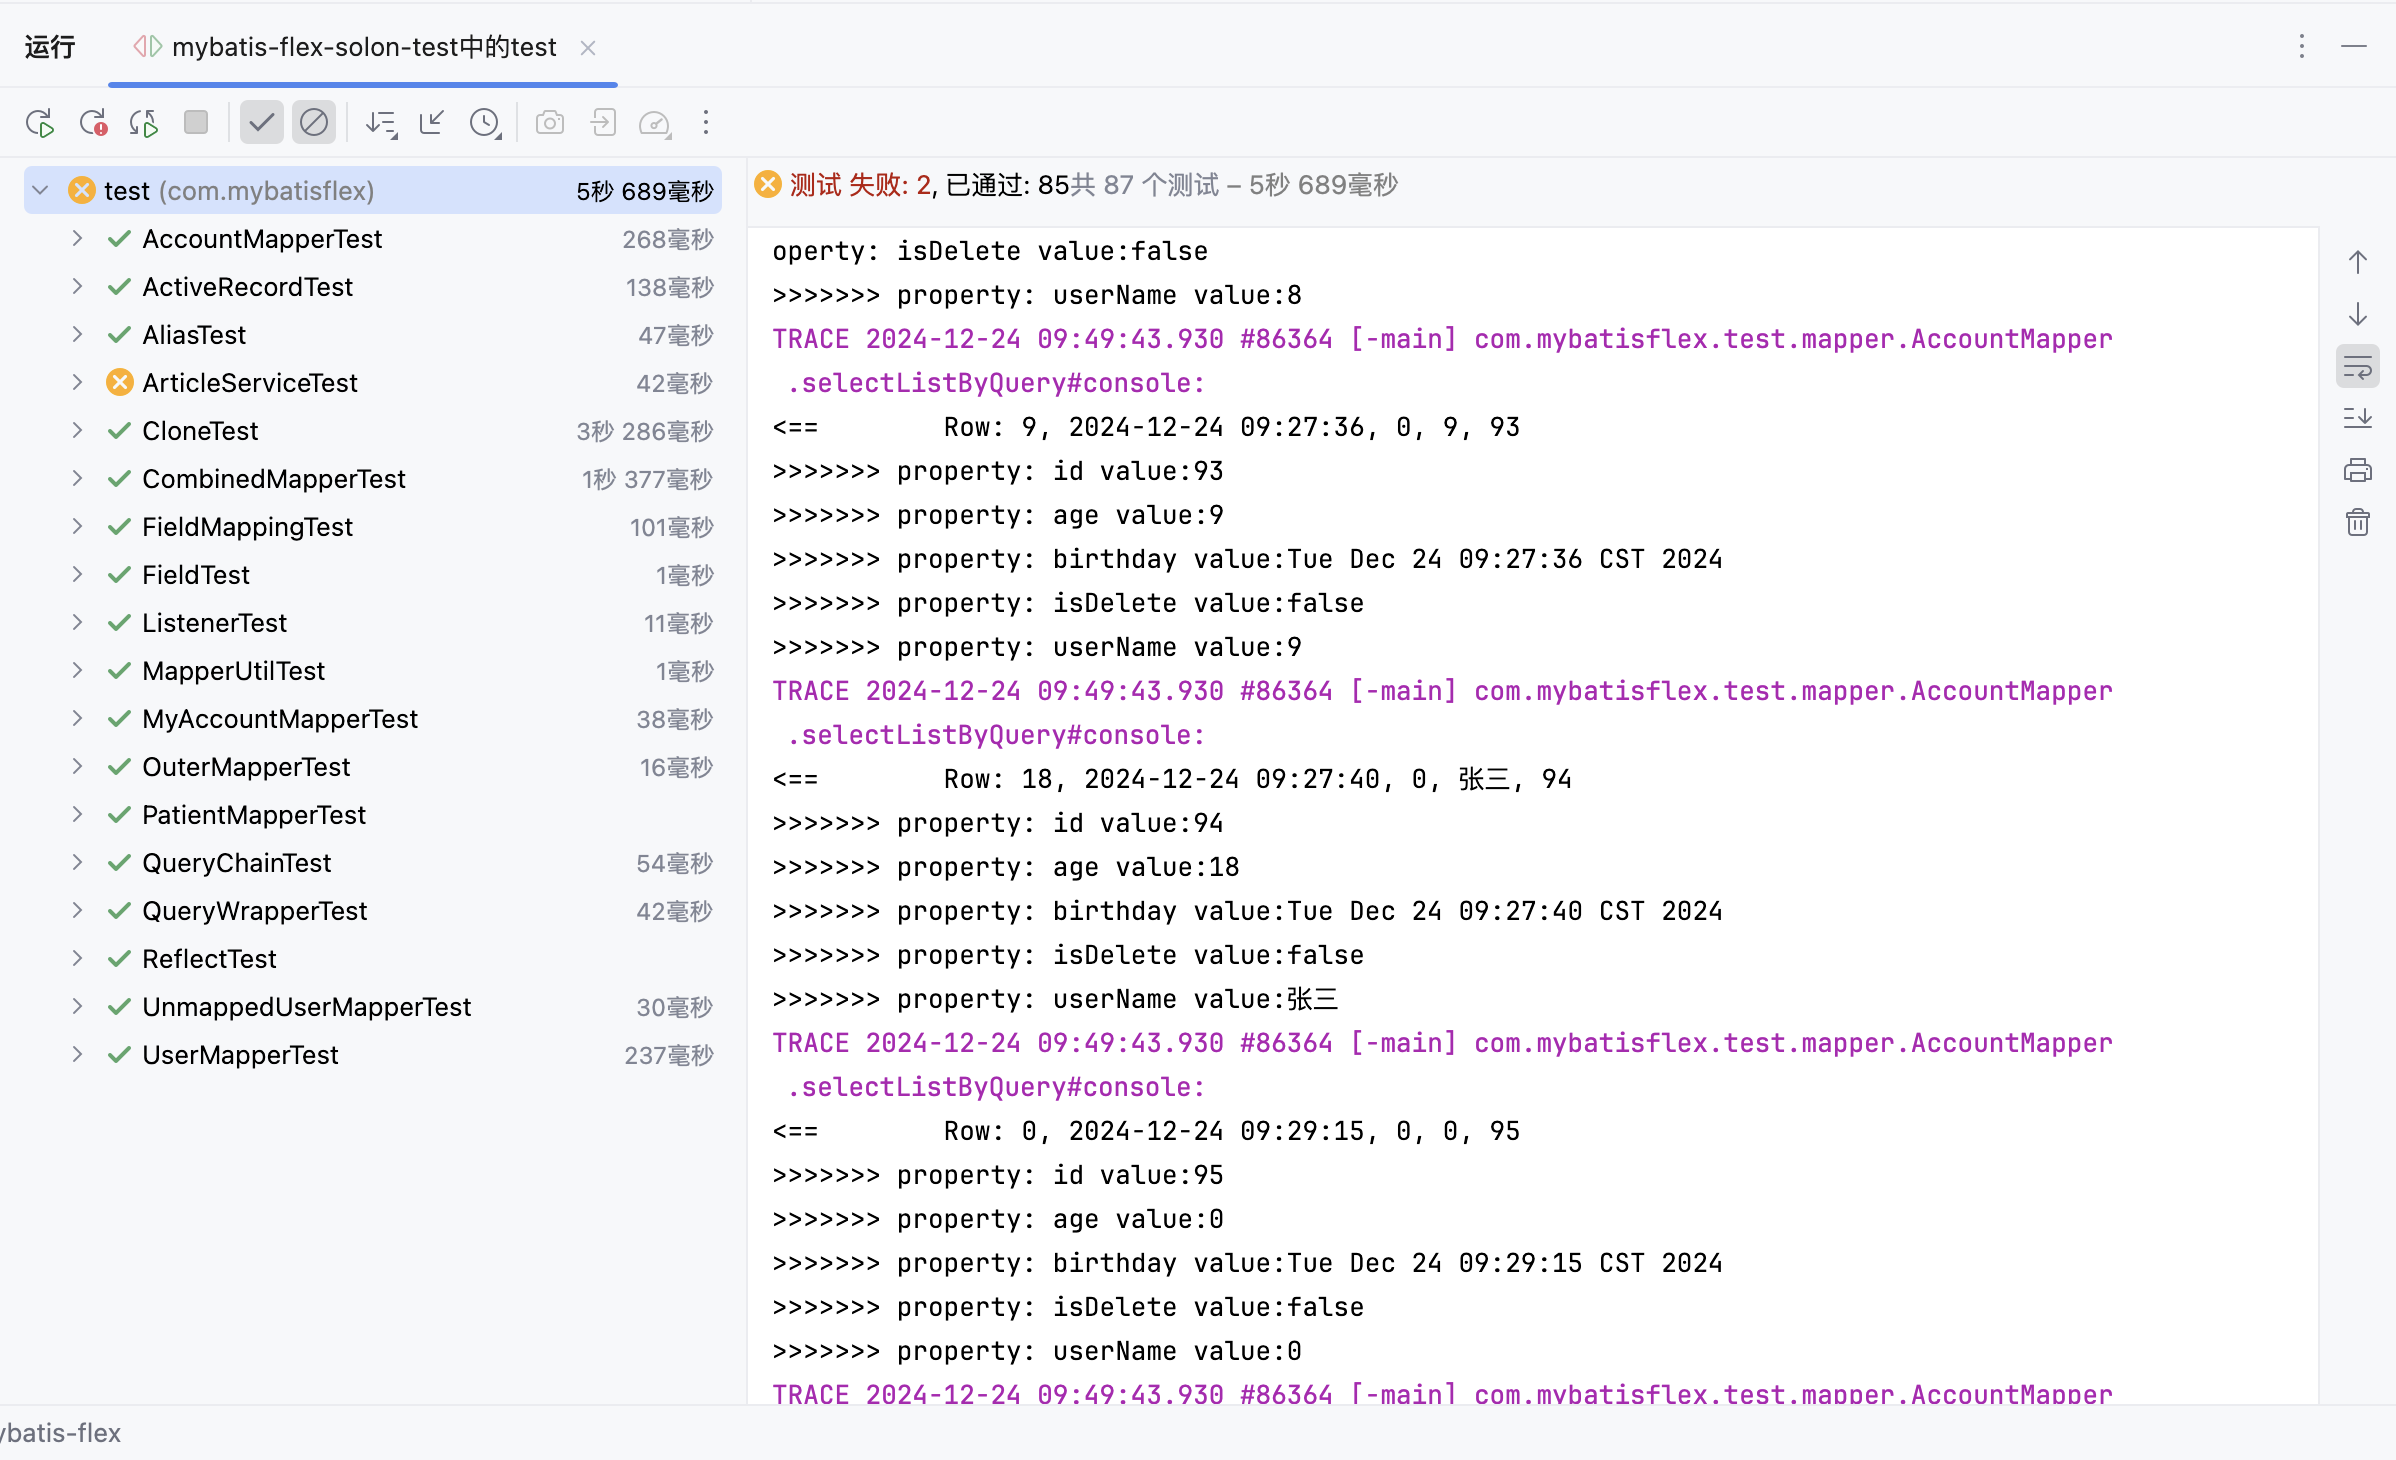 运行
mybatis-flex-solon-test中的test
test (com.mybatisflex) 5秒 689毫秒
AccountMapperTest 268毫秒
ActiveRecordTest 138毫秒
AliasTest 47毫秒
ArticleServiceTest 42毫秒
CloneTest 3秒 286毫秒
CombinedMapperTest 1秒 377毫秒
FieldMappingTest 101毫秒
FieldTest 1毫秒
ListenerTest 11毫秒
MapperUtilTest 1毫秒
MyAccountMapperTest 38毫秒
OuterMapperTest 16毫秒
PatientMapperTest
QueryChainTest 54毫秒
QueryWrapperTest 42毫秒
ReflectTest
UnmappedUserMapperTest 30毫秒
UserMapperTest 237毫秒
测试 失败: 2, 已通过: 85共 87 个测试 – 5秒 689毫秒
operty: isDelete value:false
>>>>>>> property: userName value:8
TRACE 2024-12-24 09:49:43.930 #86364 [-main] com.mybatisflex.test.mapper.AccountMapper
.selectListByQuery#console:
<== Row: 9, 2024-12-24 09:27:36, 0, 9, 93
>>>>>>> property: id value:93
>>>>>>> property: age value:9
>>>>>>> property: birthday value:Tue Dec 24 09:27:36 CST 2024
>>>>>>> property: isDelete value:false
>>>>>>> property: userName value:9
TRACE 2024-12-24 09:49:43.930 #86364 [-main] com.mybatisflex.test.mapper.AccountMapper
.selectListByQuery#console:
<== Row: 18, 2024-12-24 09:27:40, 0, 张三, 94
>>>>>>> property: id value:94
>>>>>>> property: age value:18
>>>>>>> property: birthday value:Tue Dec 24 09:27:40 CST 2024
>>>>>>> property: isDelete value:false
>>>>>>> property: userName value:张三
TRACE 2024-12-24 09:49:43.930 #86364 [-main] com.mybatisflex.test.mapper.AccountMapper
.selectListByQuery#console:
<== Row: 0, 2024-12-24 09:29:15, 0, 0, 95
>>>>>>> property: id value:95
>>>>>>> property: age value:0
>>>>>>> property: birthday value:Tue Dec 24 09:29:15 CST 2024
>>>>>>> property: isDelete value:false
>>>>>>> property: userName value:0
TRACE 2024-12-24 09:49:43.930 #86364 [-main] com.mybatisflex.test.mapper.AccountMapper
ybatis-flex